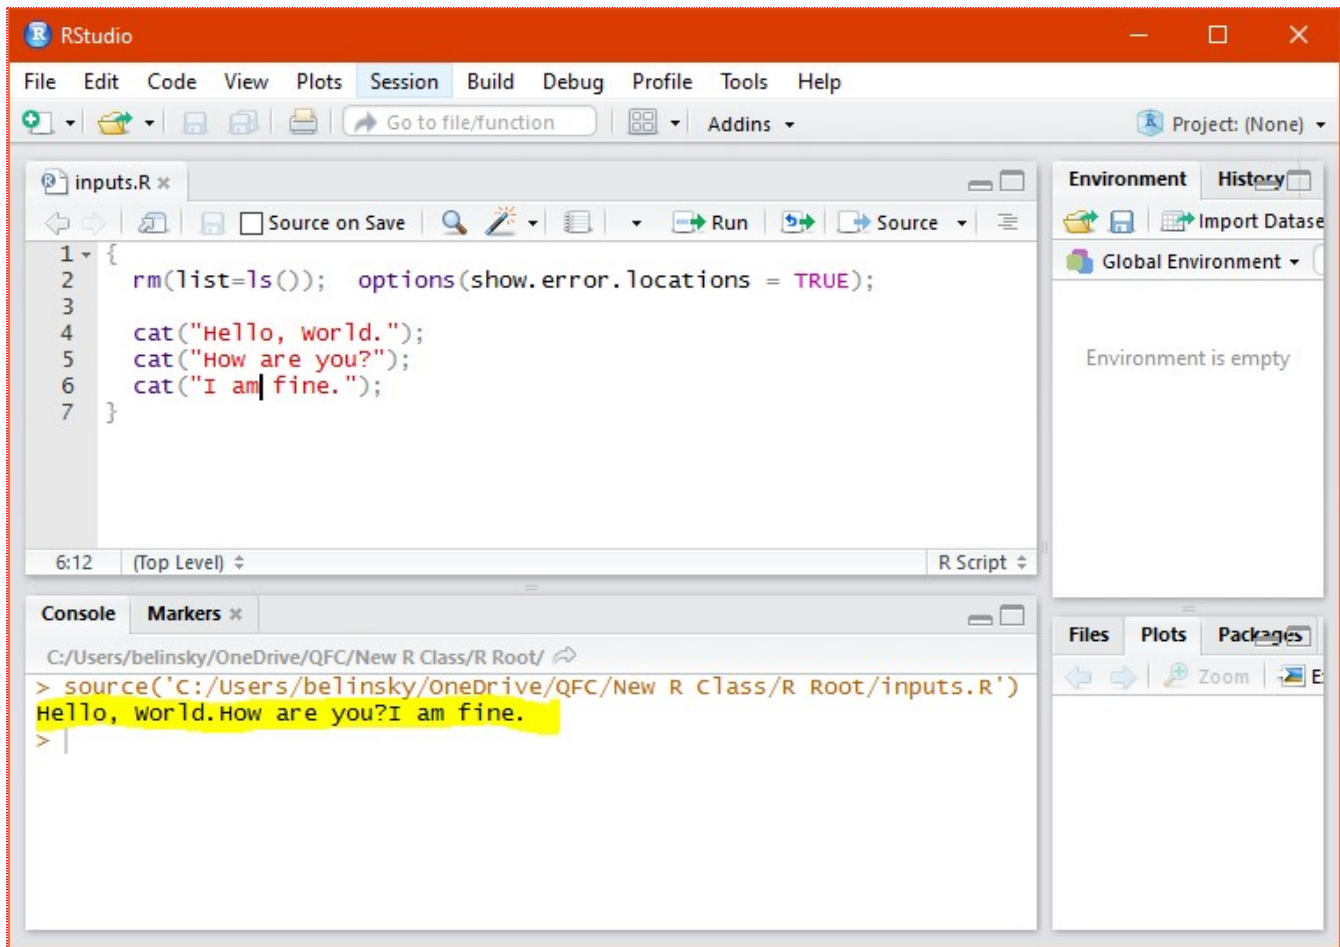 RStudio
File Edit Code View Plots Session Build Debug Profile Tools Help
Go to file/function Addins Project: (None)
inputs.R
Source on Save Run Source
1 {
2 rm(list=ls()); options(show.error.locations = TRUE);
3
4 cat("Hello, World.");
5 cat("How are you?");
6 cat("I am fine.");
7 }
6:12 (Top Level) R Script
Console Markers
C:/Users/belinsky/OneDrive/QFC/New R Class/R Root/
> source('C:/Users/belinsky/OneDrive/QFC/New R Class/R Root/inputs.R')
Hello, World.How are you?I am fine.
>
Environment History
Import Datase
Global Environment
Environment is empty
Files Plots Packages
Zoom E